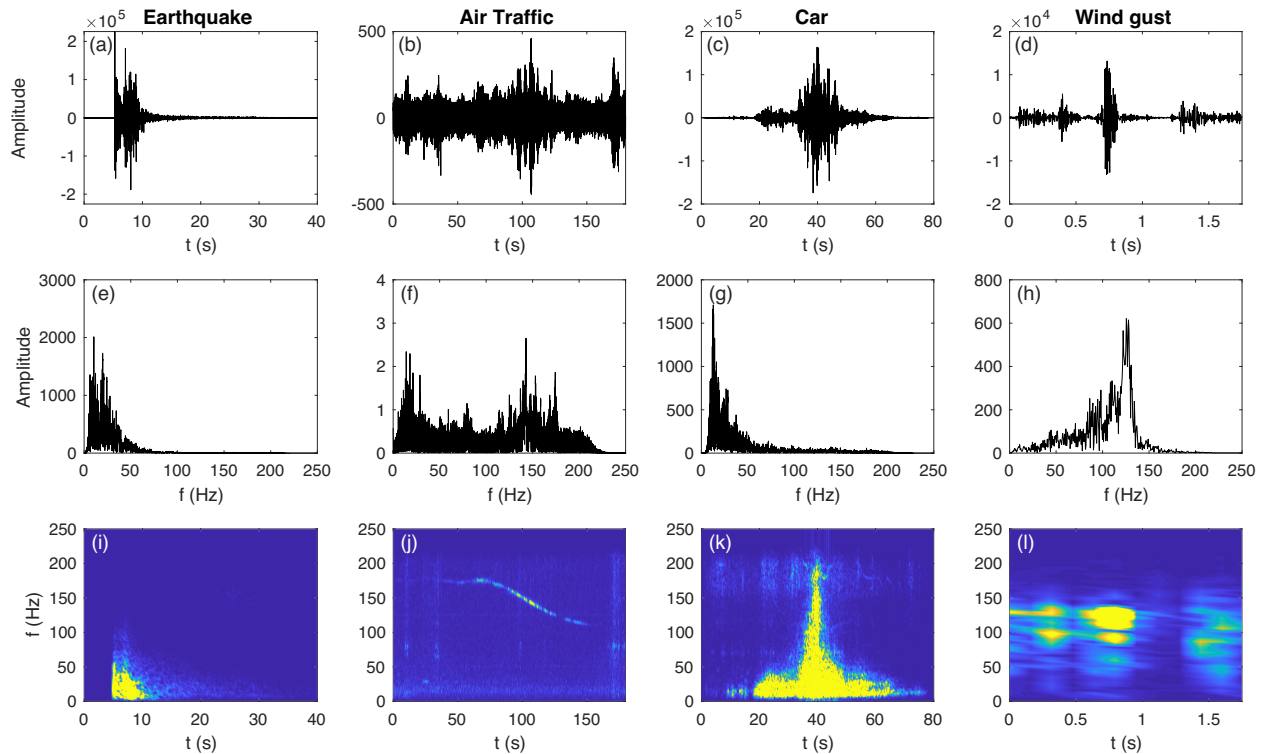 Earthquake
Air Traffic
Car
Wind gust
×10⁵
2
1
0
-1
-2
Amplitude
(a)
0 10 20 30 40
t (s)
500
0
-500
(b)
0 50 100 150
t (s)
×10⁵
2
1
0
-1
-2
(c)
0 20 40 60 80
t (s)
×10⁴
2
1
0
-1
-2
(d)
0 0.5 1 1.5
t (s)
3000
2000
1000
0
Amplitude
(e)
0 50 100 150 200 250
f (Hz)
4
3
2
1
0
(f)
0 50 100 150 200 250
f (Hz)
2000
1500
1000
500
0
(g)
0 50 100 150 200 250
f (Hz)
800
600
400
200
0
(h)
0 50 100 150 200 250
f (Hz)
250
200
150
100
50
0
f (Hz)
(i)
0 10 20 30 40
t (s)
250
200
150
100
50
0
(j)
0 50 100 150
t (s)
250
200
150
100
50
0
(k)
0 20 40 60 80
t (s)
250
200
150
100
50
0
(l)
0 0.5 1 1.5
t (s)